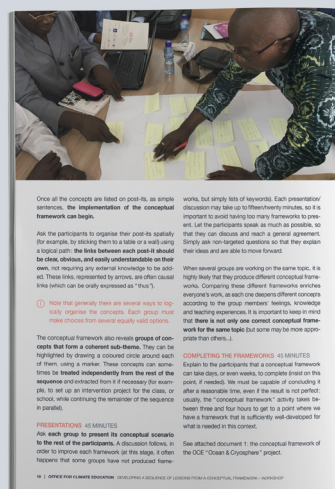 Once all the concepts are listed on post-its, as simple
sentences, the implementation of the conceptual
framework can begin.
Ask the participants to organise their post-its spatially
(for example, by sticking them to a table or a wall) using
a logical path: the links between each post-it should
be clear, obvious, and easily understandable on their
own, not requiring any external knowledge to be add-
ed. These links, represented by arrows, are often causal
links (which can be orally expressed as "thus").
Note that generally there are several ways to log-
ically organise the concepts. Each group must
make choices from several equally valid options.
The conceptual framework also reveals groups of con-
cepts that form a coherent sub-theme. They can be
highlighted by drawing a coloured circle around each
of them, using a marker. These concepts can some-
times be treated independently from the rest of the
sequence and extracted from it if necessary (for exam-
ple, to set up an intervention project for the class, or
school, while continuing the remainder of the sequence
in parallel).
PRESENTATIONS 45 MINUTES
Ask each group to present its conceptual scenario
to the rest of the participants. A discussion follows, in
order to improve each framework (at this stage, it often
happens that some groups have not produced frame-
works, but simply lists of keywords). Each presentation/
discussion may take up to fifteen/twenty minutes, so it is
important to avoid having too many frameworks to pres-
ent. Let the participants speak as much as possible, so
that they can discuss and reach a general agreement.
Simply ask non-targeted questions so that they explain
their ideas and are able to move forward.
When several groups are working on the same topic, it is
highly likely that they produce different conceptual frame-
works. Comparing these different frameworks enriches
everyone's work, as each one deepens different concepts
according to the group members' feelings, knowledge
and teaching experiences. It is important to keep in mind
that there is not only one correct conceptual frame-
work for the same topic (but some may be more appro-
priate than others...).
COMPLETING THE FRAMEWORKS 45 MINUTES
Explain to the participants that a conceptual framework
can take days, or even weeks, to complete (insist on this
point, if needed). We must be capable of concluding it
after a reasonable time, even if the result is not perfect:
usually, the "conceptual framework" activity takes be-
tween three and four hours to get to a point where we
have a framework that is sufficiently well-developed for
what is needed in this context.
See attached document 1: the conceptual framework of
the OCE "Ocean & Cryosphere" project.
OFFICE FOR CLIMATE EDUCATION DEVELOPING A SEQUENCE OF LESSONS FROM A CONCEPTUAL FRAMEWORK – WORKSHOP